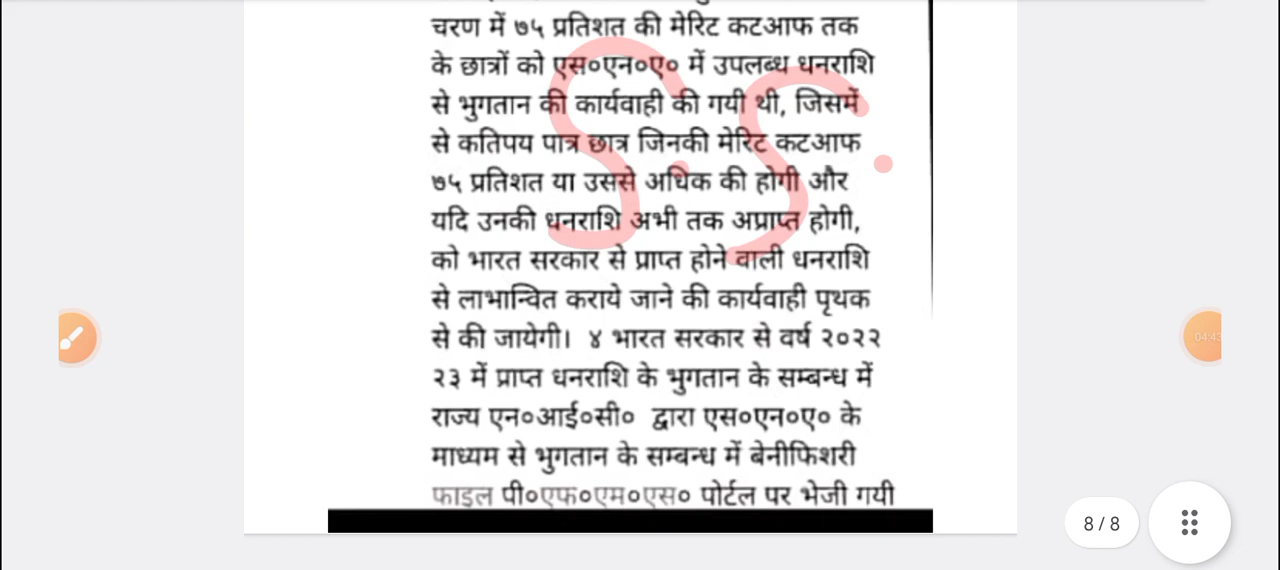 चरण में ७५ प्रतिशत की मेरिट कटआफ तक
के छात्रों को एस०एन०ए० में उपलब्ध धनराशि
से भुगतान की कार्यवाही की गयी थी, जिसमें
से कतिपय पात्र छात्र जिनकी मेरिट कटआफ
७५ प्रतिशत या उससे अधिक की होगी और
यदि उनकी धनराशि अभी तक अप्राप्त होगी,
को भारत सरकार से प्राप्त होने वाली धनराशि
से लाभान्वित कराये जाने की कार्यवाही पृथक
से की जायेगी। ४ भारत सरकार से वर्ष २०२२
२३ में प्राप्त धनराशि के भुगतान के सम्बन्ध में
राज्य एन०आई०सी० द्वारा एस०एन०ए० के
माध्यम से भुगतान के सम्बन्ध में बेनीफिशरी
फाइल पी०एफ०एम०एस० पोर्टल पर भेजी गयी
S.S.
04:43
8 / 8